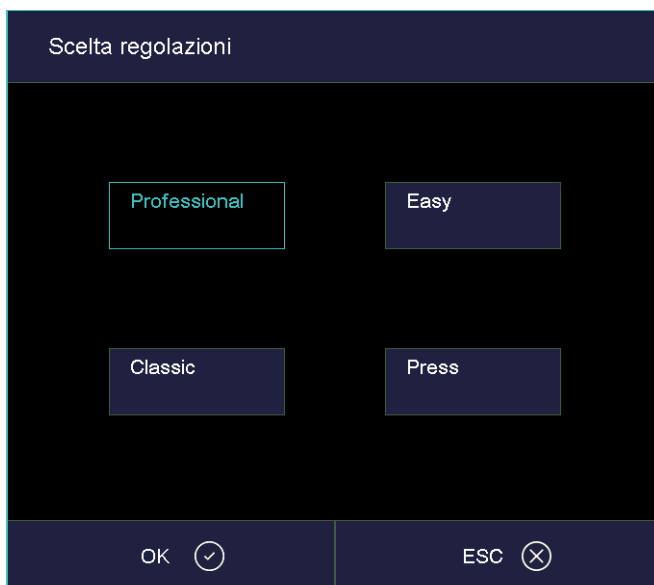 Scelta regolazioni
Professional
Easy
Classic
Press
OK
ESC